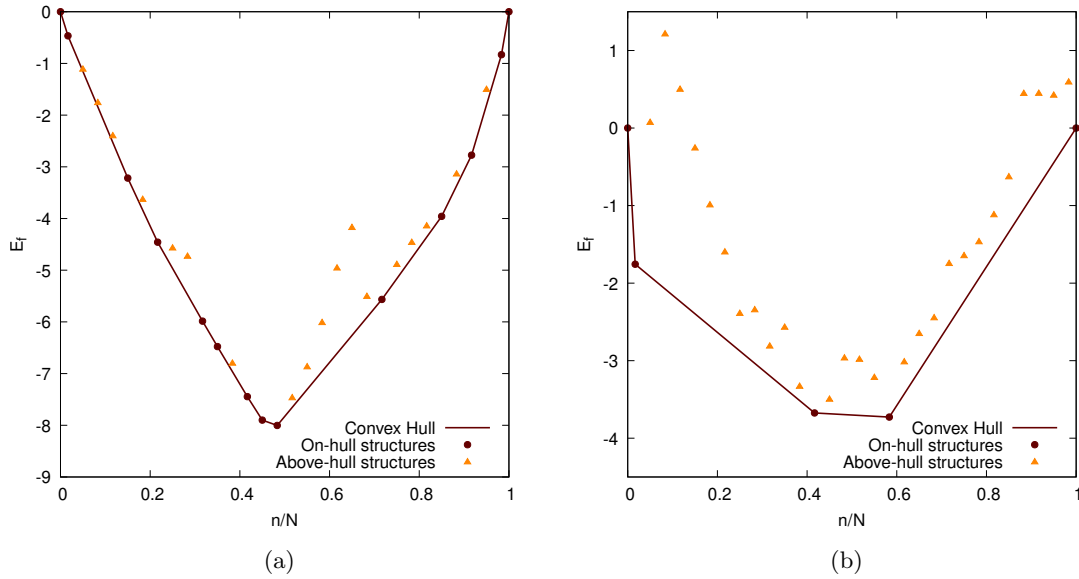 0
-1
-2
-3
-4
-5
-6
-7
-8
-9
E_f
0
0.2
0.4
0.6
0.8
1
n/N
Convex Hull
On-hull structures
Above-hull structures
(a)
1
0
-1
-2
-3
-4
E_f
0
0.2
0.4
0.6
0.8
1
n/N
Convex Hull
On-hull structures
Above-hull structures
(b)